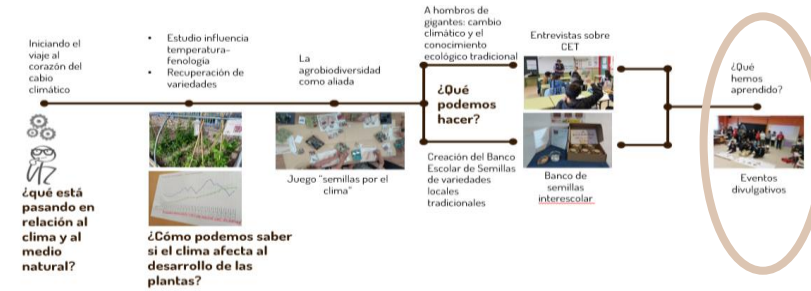 Iniciando el
viaje al
corazón del
cabio
climático
¿qué está
pasando en
relación al
clima y al
medio
natural?
• Estudio influencia
temperatura-
fenología
• Recuperación de
variedades
¿Cómo podemos saber
si el clima afecta al
desarrollo de las
plantas?
La
agrobiodiversidad
como aliada
Juego "semillas por el
clima"
A hombros de
gigantes: cambio
climático y el
conocimiento
ecológico tradicional
¿Qué
podemos
hacer?
Creación del Banco
Escolar de Semillas
de variedades
locales
tradicionales
Entrevistas sobre
CET
Banco de
semillas
interescolar
¿Qué
hemos
aprendido?
Eventos
divulgativos